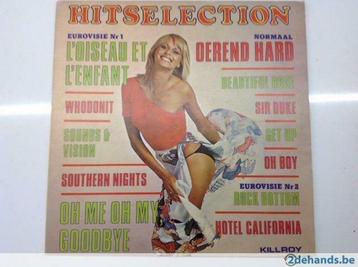 HITSELECTION
EUROVISIE Nr 1
L'OISEAU ET
L'ENFANT
WHODONIT
SOUNDS &
VISION
SOUTHERN NIGHTS
OH ME OH MY
GOODBYE
NORMAAL
OEREND HARD
BEAUTIFUL ROSE
SIR DUKE
GET UP
OH BOY
EUROVISIE Nr 2
ROCK BOTTOM
HOTEL CALIFORNIA
KILLROY
2dehands.be